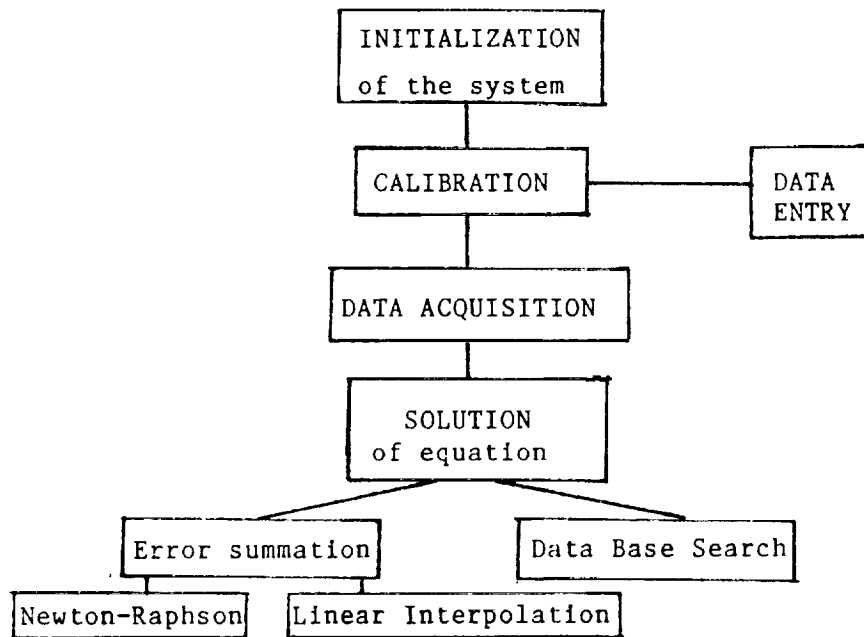 INITIALIZATION
of the system
CALIBRATION
DATA
ENTRY
DATA ACQUISITION
SOLUTION
of equation
Error summation
Data Base Search
Newton-Raphson
Linear Interpolation